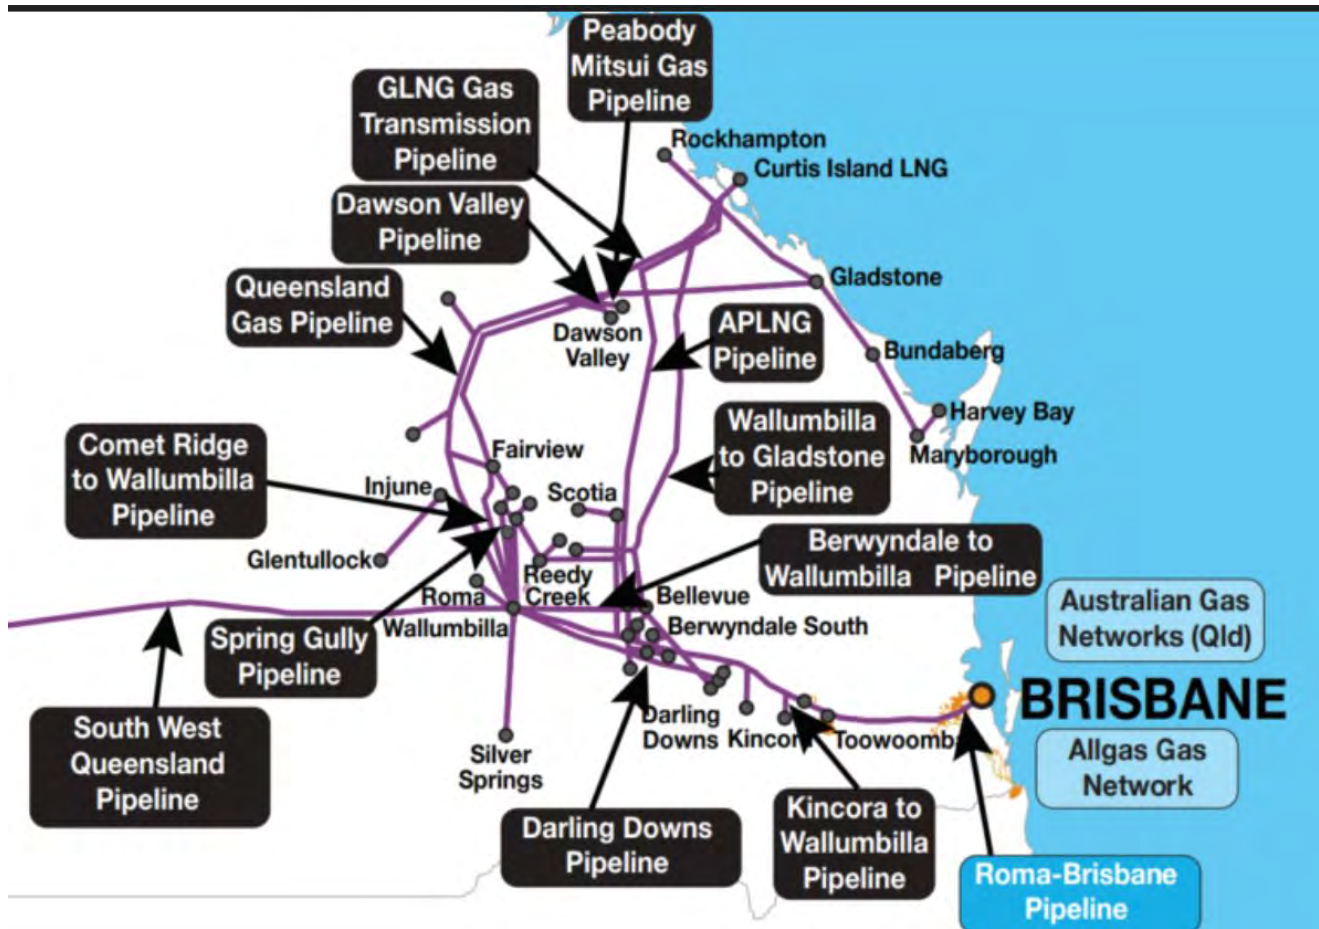 Peabody
Mitsui Gas
Pipeline
GLNG Gas
Transmission
Pipeline
Rockhampton
Curtis Island LNG
Dawson Valley
Pipeline
Queensland
Gas Pipeline
Gladstone
Dawson
Valley
APLNG
Pipeline
Bundaberg
Harvey Bay
Maryborough
Wallumbilla
to Gladstone
Pipeline
Comet Ridge
to Wallumbilla
Pipeline
Fairview
Injune
Scotia
Glentullock
Berwyndale to
Wallumbilla Pipeline
Reedy
Creek
Roma
Wallumbilla
Bellevue
Berwyndale South
Australian Gas
Networks (Qld)
Spring Gully
Pipeline
BRISBANE
South West
Queensland
Pipeline
Silver
Springs
Darling
Downs
Kincora
Toowoomb
Allgas Gas
Network
Darling Downs
Pipeline
Kincora to
Wallumbilla
Pipeline
Roma-Brisbane
Pipeline